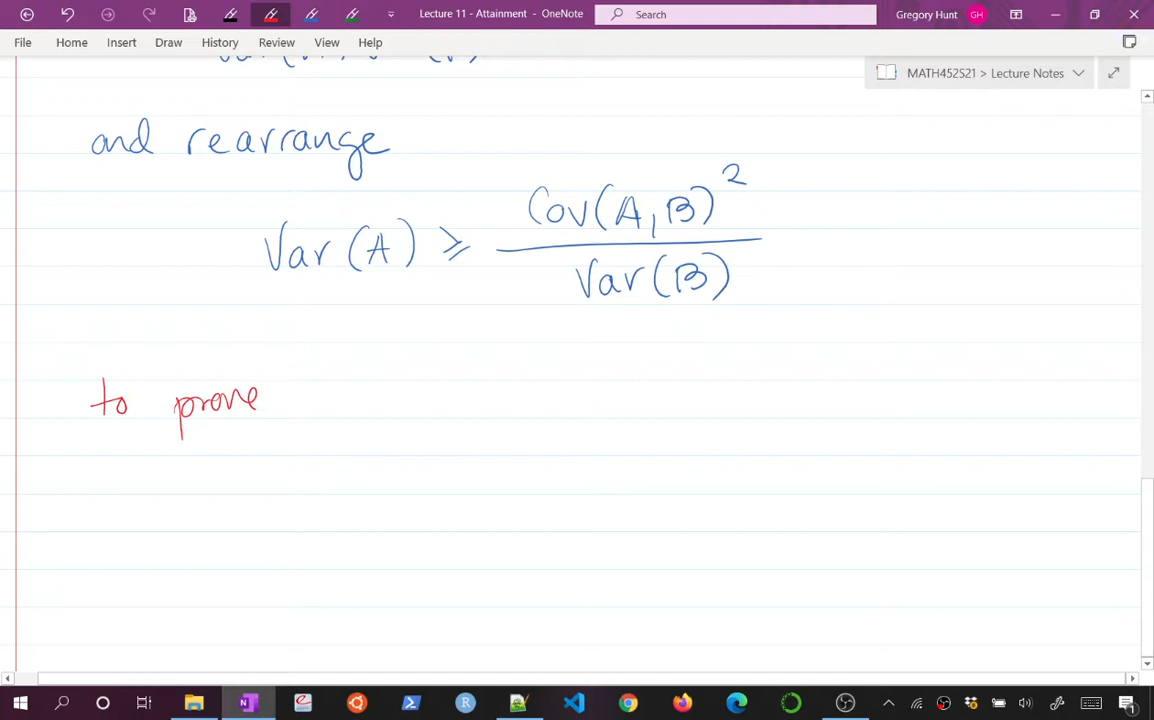 Lecture 11 - Attainment - OneNote
Search
Gregory Hunt
GH
File Home Insert Draw History Review View Help
MATH452S21 > Lecture Notes
and rearrange
Var(A) ≥ Cov(A,B)² / Var(B)
to prove